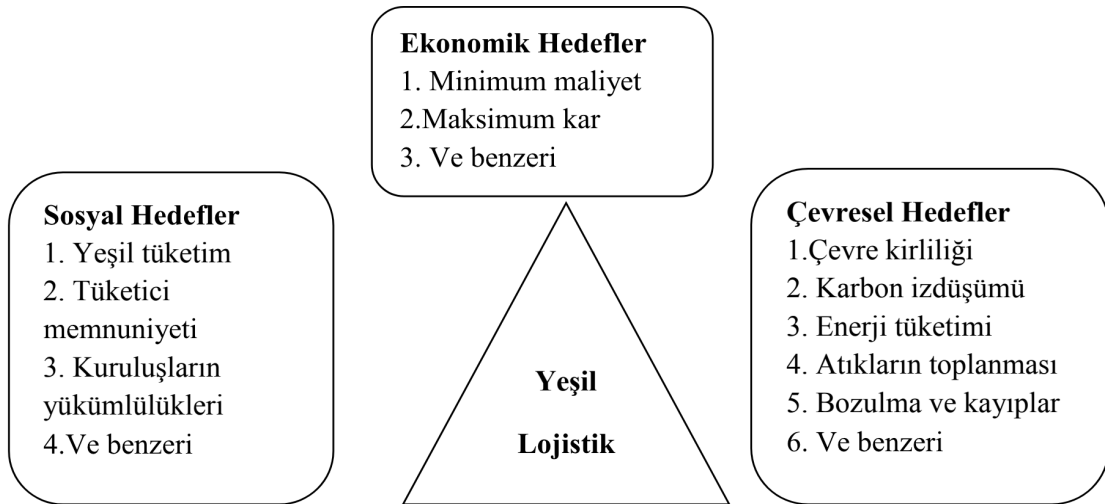 Ekonomik Hedefler
1. Minimum maliyet
2.Maksimum kar
3. Ve benzeri
Sosyal Hedefler
1. Yeşil tüketim
2. Tüketici
memnuniyeti
3. Kuruluşların
yükümlülükleri
4.Ve benzeri
Çevresel Hedefler
1.Çevre kirliliği
2. Karbon izdüşümü
3. Enerji tüketimi
4. Atıkların toplanması
5. Bozulma ve kayıplar
6. Ve benzeri
Yeşil
Lojistik